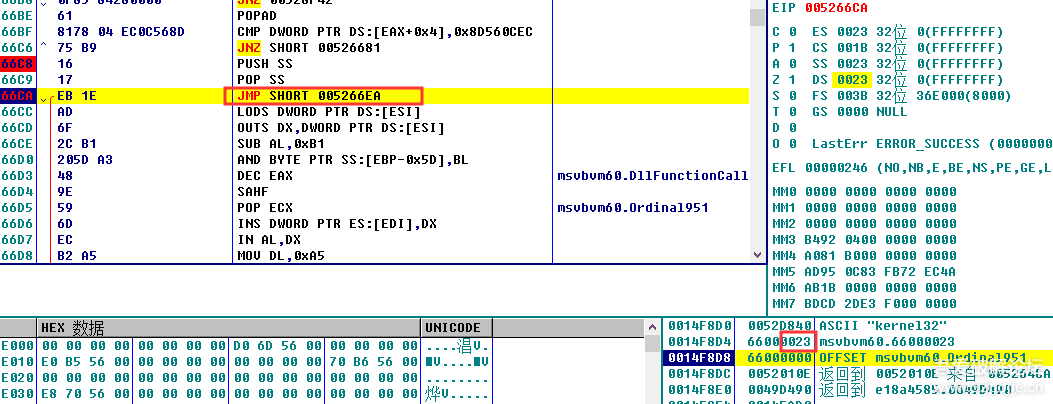 66BE 61 POPAD
66BF 8178 04 EC0C568D CMP DWORD PTR DS:[EAX+0x4],0x8D560CEC
66C6 75 B9 JNZ SHORT 00526681
66C8 16 PUSH SS
66C9 17 POP SS
66CA EB 1E JMP SHORT 005266EA
66CC AD LODS DWORD PTR DS:[ESI]
66CD 6F OUTS DX,DWORD PTR DS:[ESI]
66CE 2C B1 SUB AL,0xB1
66D0 205D A3 AND BYTE PTR SS:[EBP-0x5D],BL
66D3 48 DEC EAX msvbvm60.DllFunctionCall
66D4 9E SAHF
66D5 59 POP ECX msvbvm60.Ordinal951
66D6 6D INS DWORD PTR ES:[EDI],DX
66D7 EC IN AL,DX
66D8 B2 A5 MOV DL,0xA5
EIP 005266CA
C 0 ES 0023 32位 0(FFFFFFFF)
P 1 CS 001B 32位 0(FFFFFFFF)
A 0 SS 0023 32位 0(FFFFFFFF)
Z 1 DS 0023 32位 0(FFFFFFFF)
S 0 FS 003B 32位 36E000(8000)
T 0 GS 0000 NULL
D 0
O 0 LastErr ERROR_SUCCESS (0000000
EFL 00000246 (NO,NB,E,BE,NS,PE,GE,L
MM0 0000 0000 0000 0000
MM1 0000 0000 0000 0000
MM2 0000 0000 0000 0000
MM3 B492 0400 0000 0000
MM4 A081 B000 0000 0000
MM5 AD95 0C83 FB72 EC4A
MM6 AB1B 0000 0000 0000
MM7 BDCD 2DE3 F000 0000
HEX 数据 UNICODE
E000 00 00 00 00 00 00 00 00 D0 6D 56 00 00 00 00 00 ....淐V.
E010 E0 B5 56 00 00 00 00 00 00 00 00 00 70 B6 56 00
E020 00 00 00 00 00 00 00 00 00 00 00 00 00 00 00 00 ........
E030 E8 70 56 00 00 00 00 00 00 00 00 00 00 00 00 00
0014F8D0 0052D840 ASCII "kernel32"
0014F8D4 66000023 msvbvm60.66000023
0014F8D8 66000000 OFFSET msvbvm60.Ordinal951
0014F8DC 0052010E 返回到 0052010E 来自 005264CA
0014F8E0 0049D490 返回到 e18a4589.0049D490